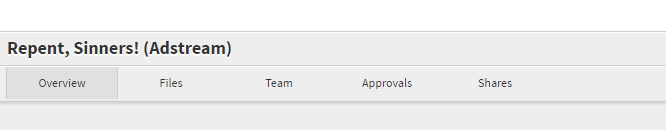 Repent, Sinners! (Adstream)
Overview Files Team Approvals Shares